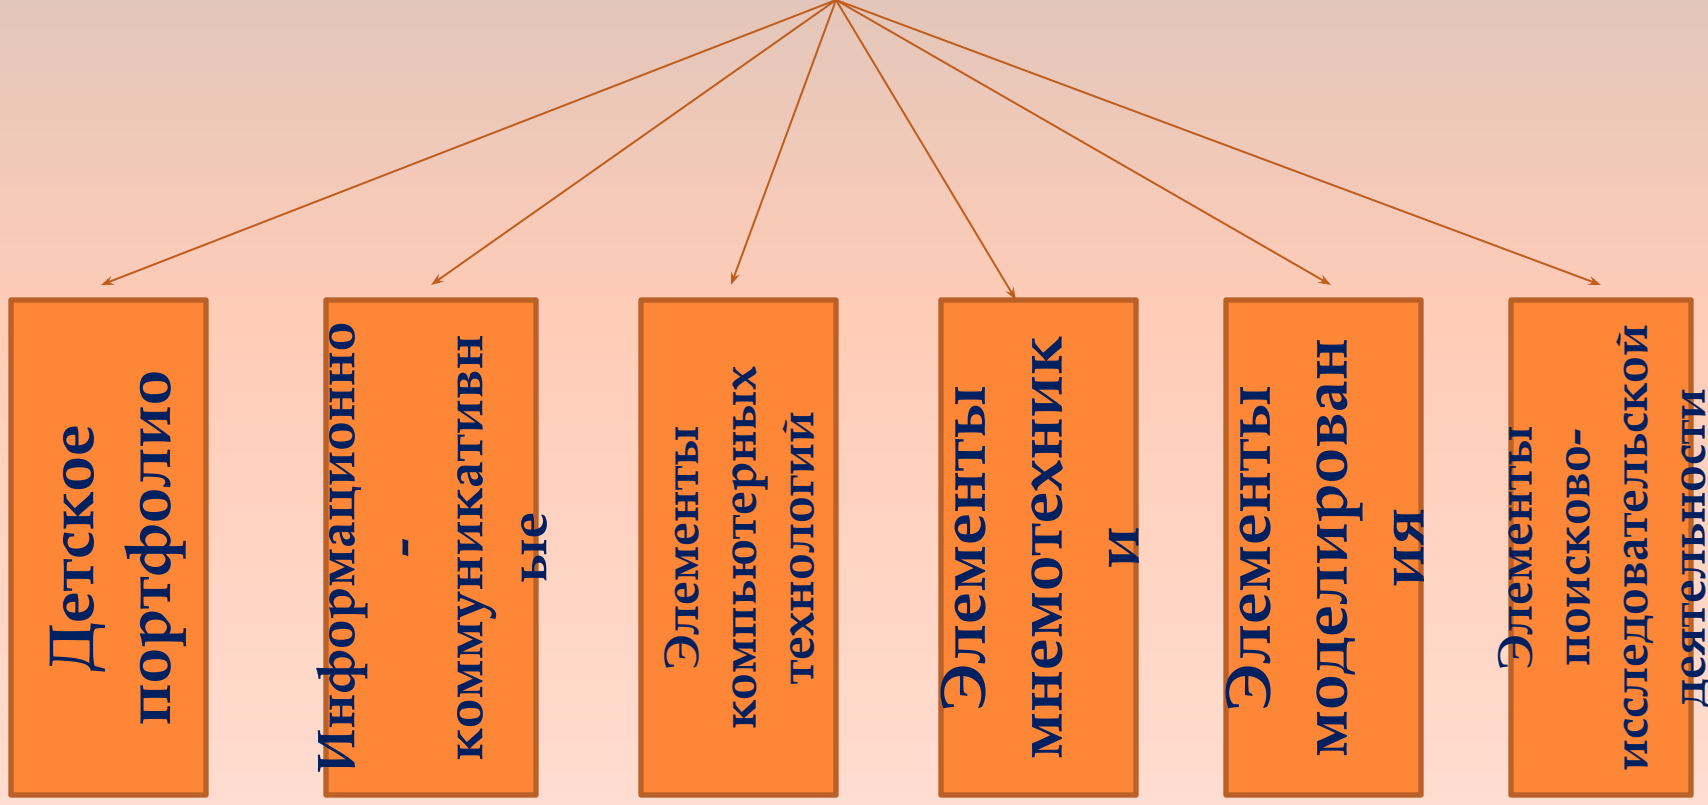 Детское
портфолио
Информационно
-
коммуникативн
ые
Элементы
компьютерных
технологий
Элементы
мнемотехник
и
Элементы
моделирован
ия
Элементы
поисково-
исследовательской
деятельности